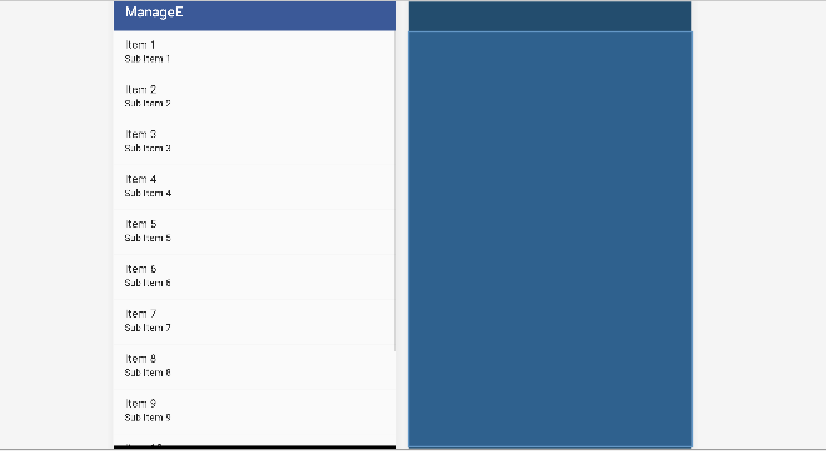 ManageE
Item 1
Sub Item 1
Item 2
Sub Item 2
Item 3
Sub Item 3
Item 4
Sub Item 4
Item 5
Sub Item 5
Item 6
Sub Item 6
Item 7
Sub Item 7
Item 8
Sub Item 8
Item 9
Sub Item 9